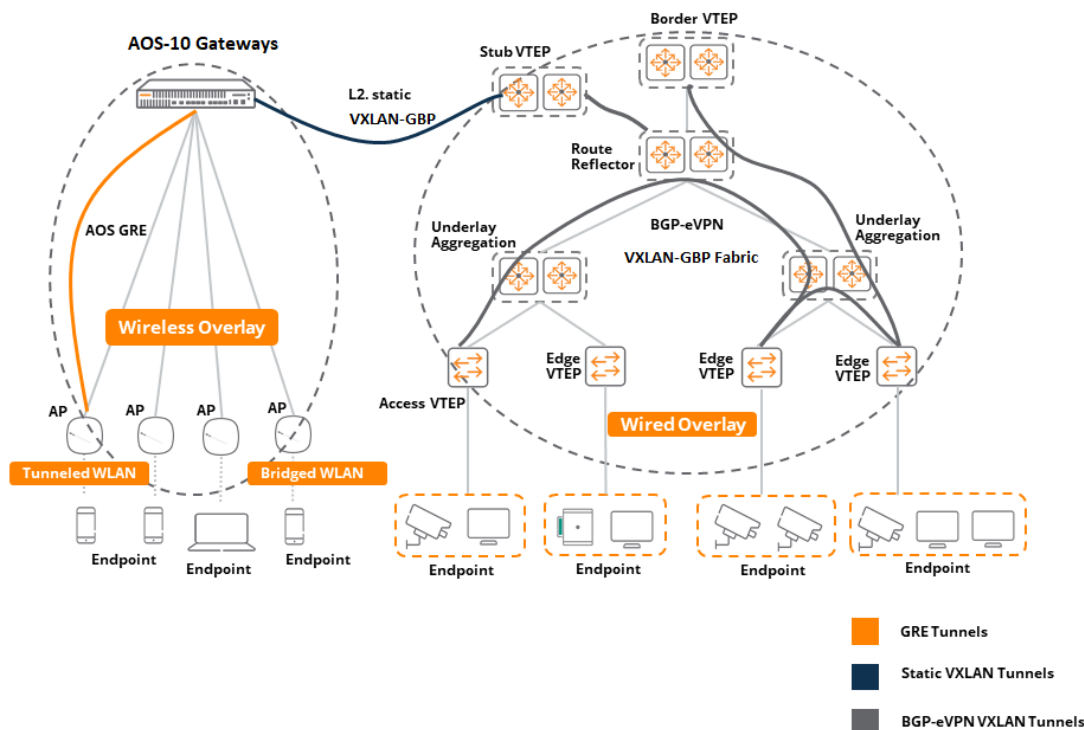 Border VTEP
AOS-10 Gateways
Stub VTEP
L2. static
VXLAN-GBP
Route
Reflector
AOS GRE
BGP-eVPN
VXLAN-GBP Fabric
Underlay
Aggregation
Underlay
Aggregation
Wireless Overlay
Edge
VTEP
Edge
VTEP
Edge
VTEP
Access VTEP
AP
AP
AP
AP
Wired Overlay
Tunneled WLAN
Bridged WLAN
Endpoint
Endpoint
Endpoint
Endpoint
Endpoint
Endpoint
Endpoint
GRE Tunnels
Static VXLAN Tunnels
BGP-eVPN VXLAN Tunnels